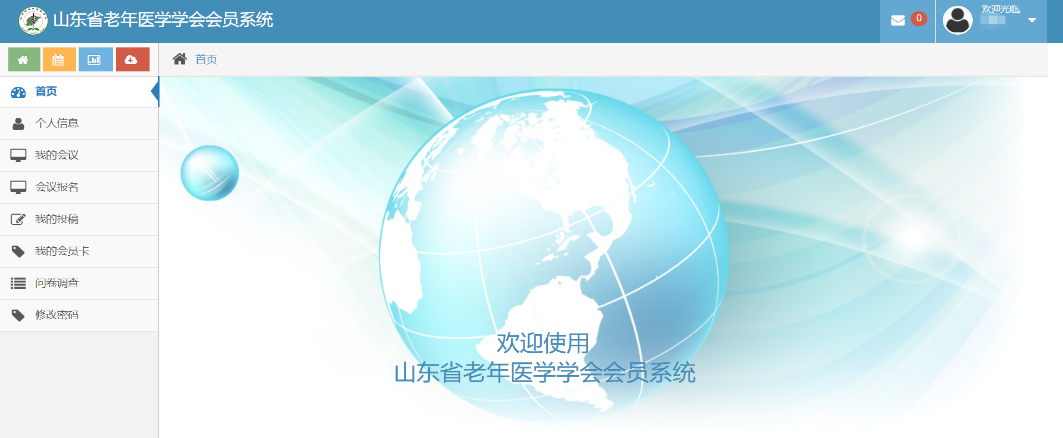 山东省老年医学学会会员系统
0
欢迎光临,
首页
首页
个人信息
我的会议
会议报名
我的投稿
我的会员卡
问卷调查
修改密码
欢迎使用
山东省老年医学学会会员系统